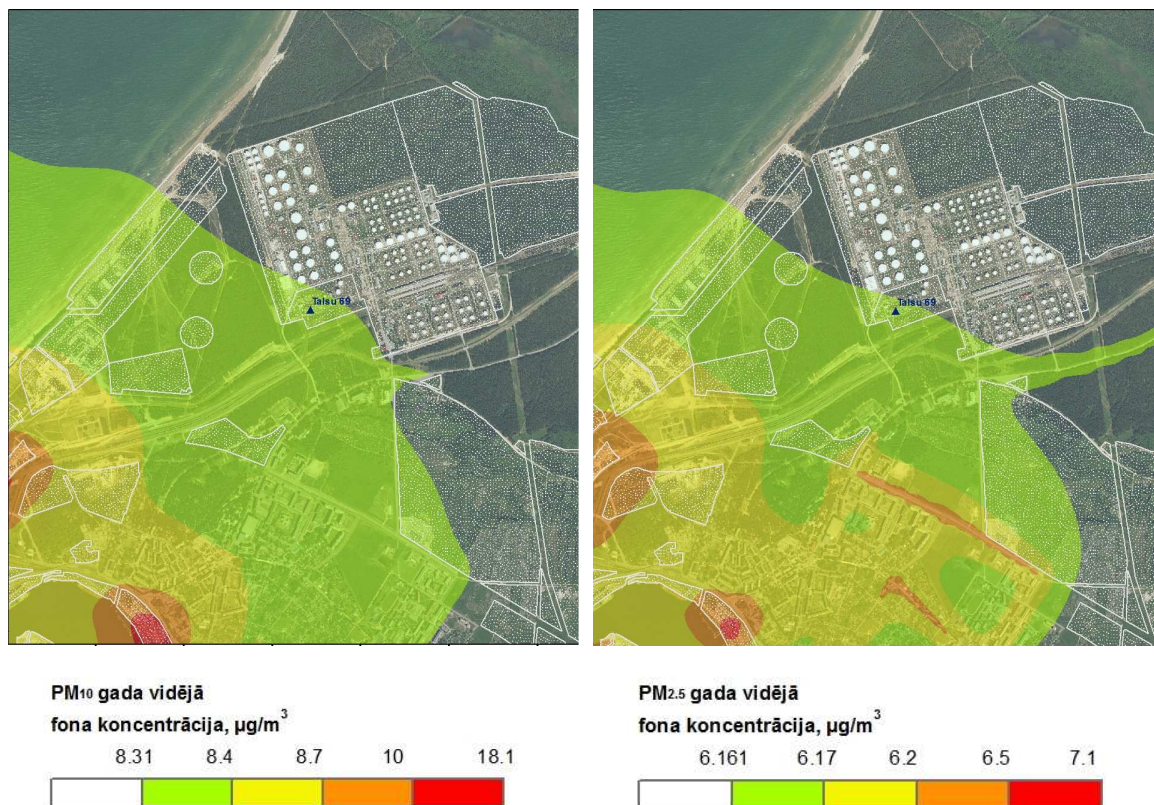 Talsu 69
Talsu 69
PM10 gada vidējā
fona koncentrācija, µg/m³
8.31 8.4 8.7 10 18.1
PM2.5 gada vidējā
fona koncentrācija, µg/m³
6.161 6.17 6.2 6.5 7.1